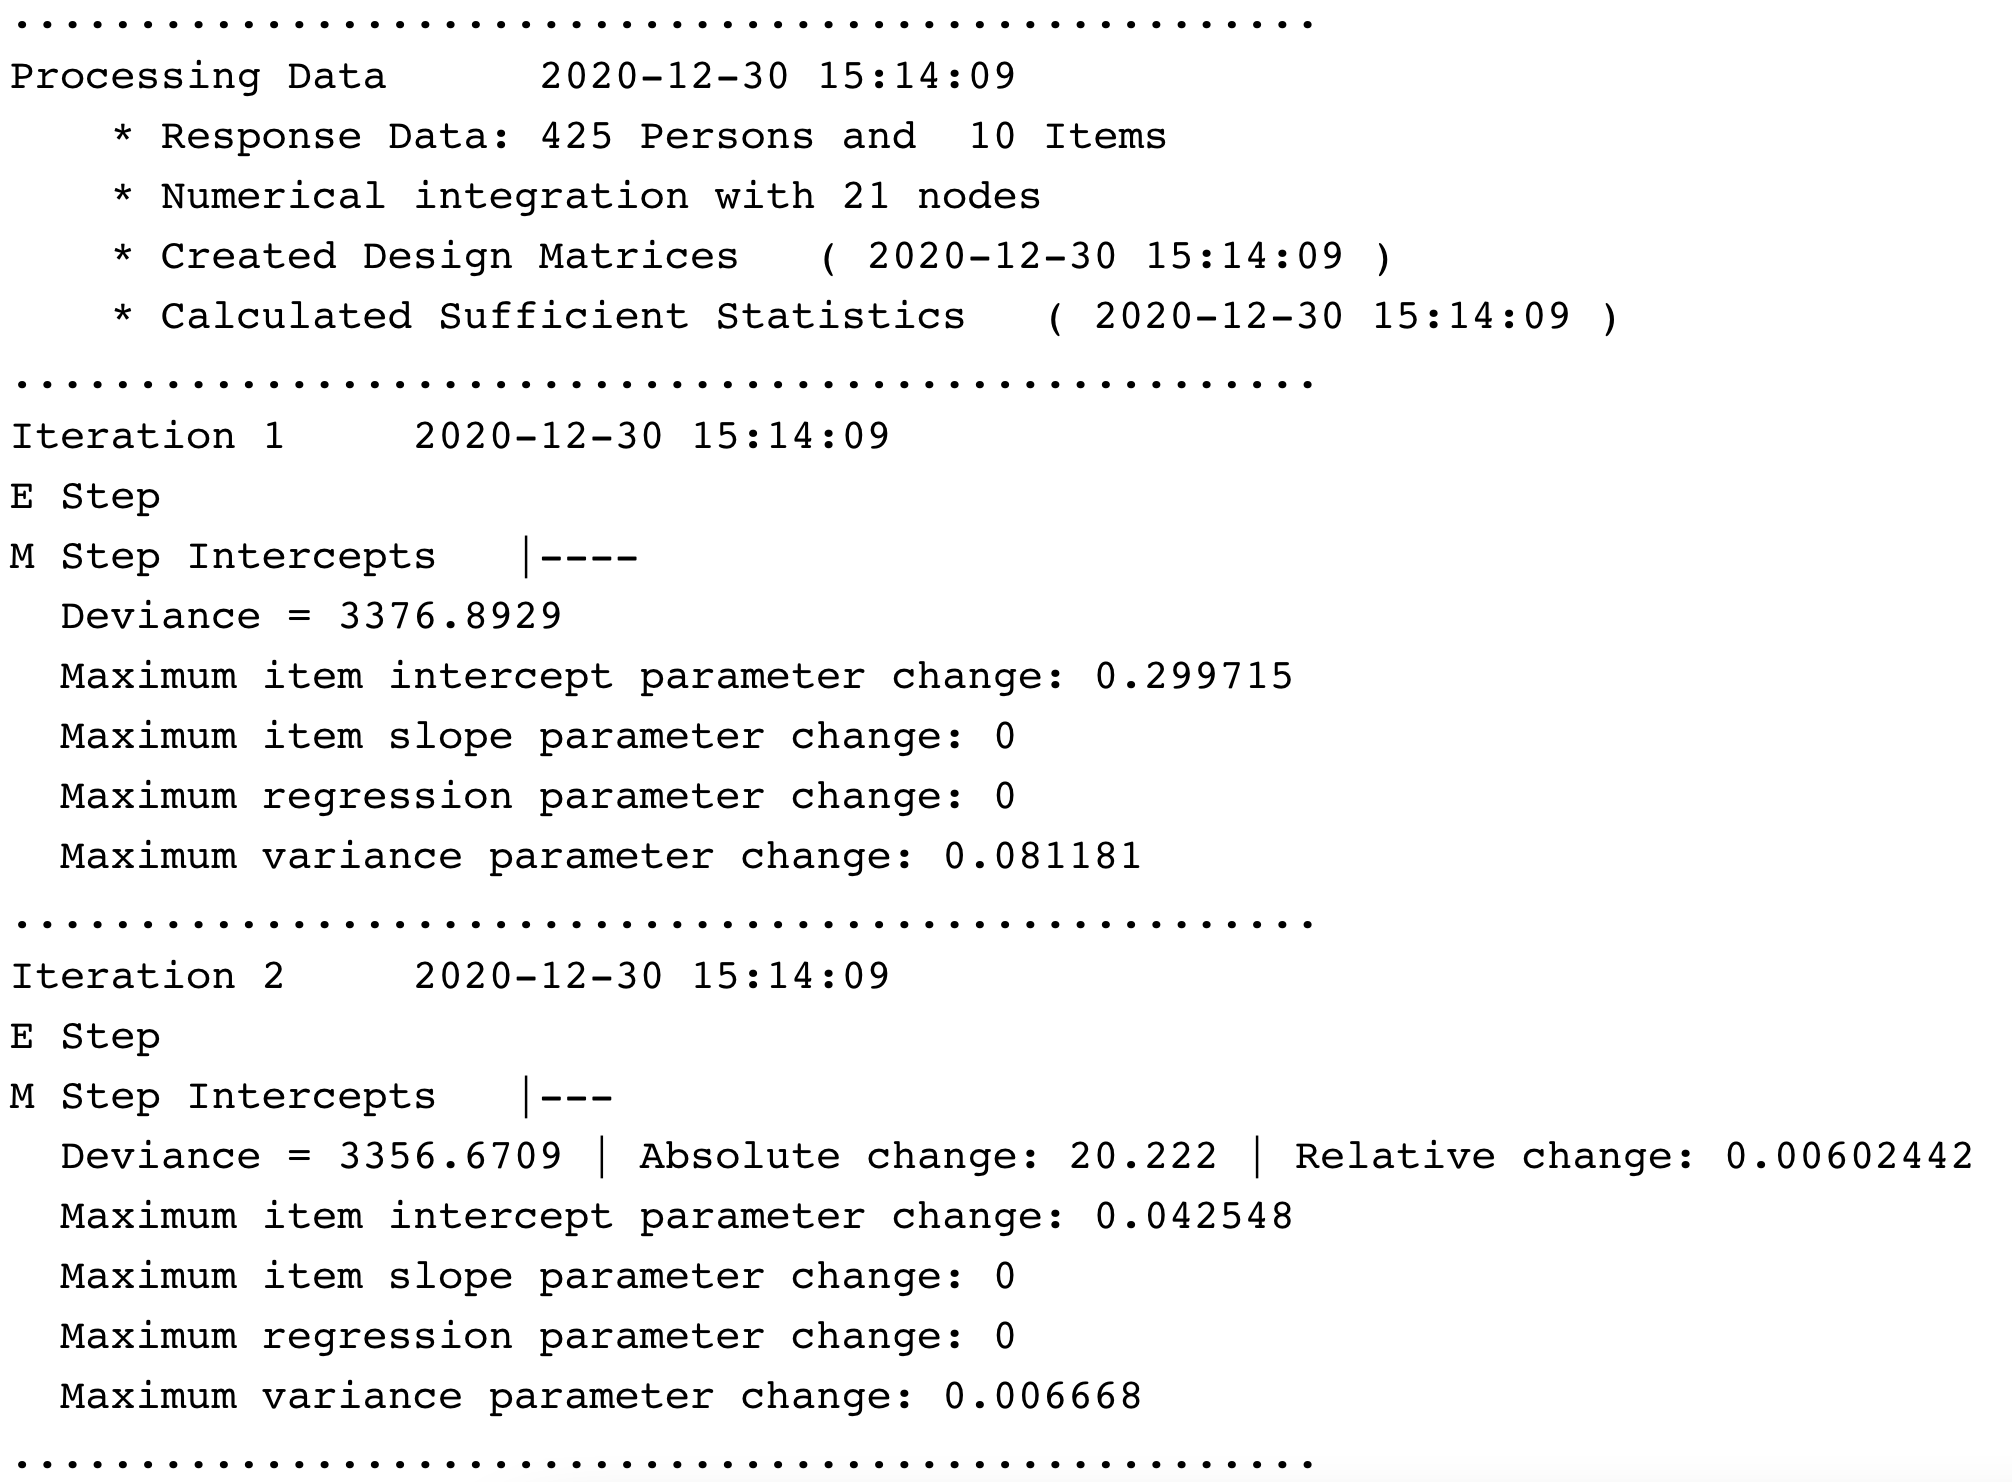 ....................................................
Processing Data      2020-12-30 15:14:09
    * Response Data: 425 Persons and  10 Items
    * Numerical integration with 21 nodes
    * Created Design Matrices   ( 2020-12-30 15:14:09 )
    * Calculated Sufficient Statistics   ( 2020-12-30 15:14:09 )
....................................................
Iteration 1     2020-12-30 15:14:09
E Step
M Step Intercepts   |----
  Deviance = 3376.8929
  Maximum item intercept parameter change: 0.299715
  Maximum item slope parameter change: 0
  Maximum regression parameter change: 0
  Maximum variance parameter change: 0.081181
....................................................
Iteration 2     2020-12-30 15:14:09
E Step
M Step Intercepts   |---
  Deviance = 3356.6709 | Absolute change: 20.222 | Relative change: 0.00602442
  Maximum item intercept parameter change: 0.042548
  Maximum item slope parameter change: 0
  Maximum regression parameter change: 0
  Maximum variance parameter change: 0.006668
....................................................